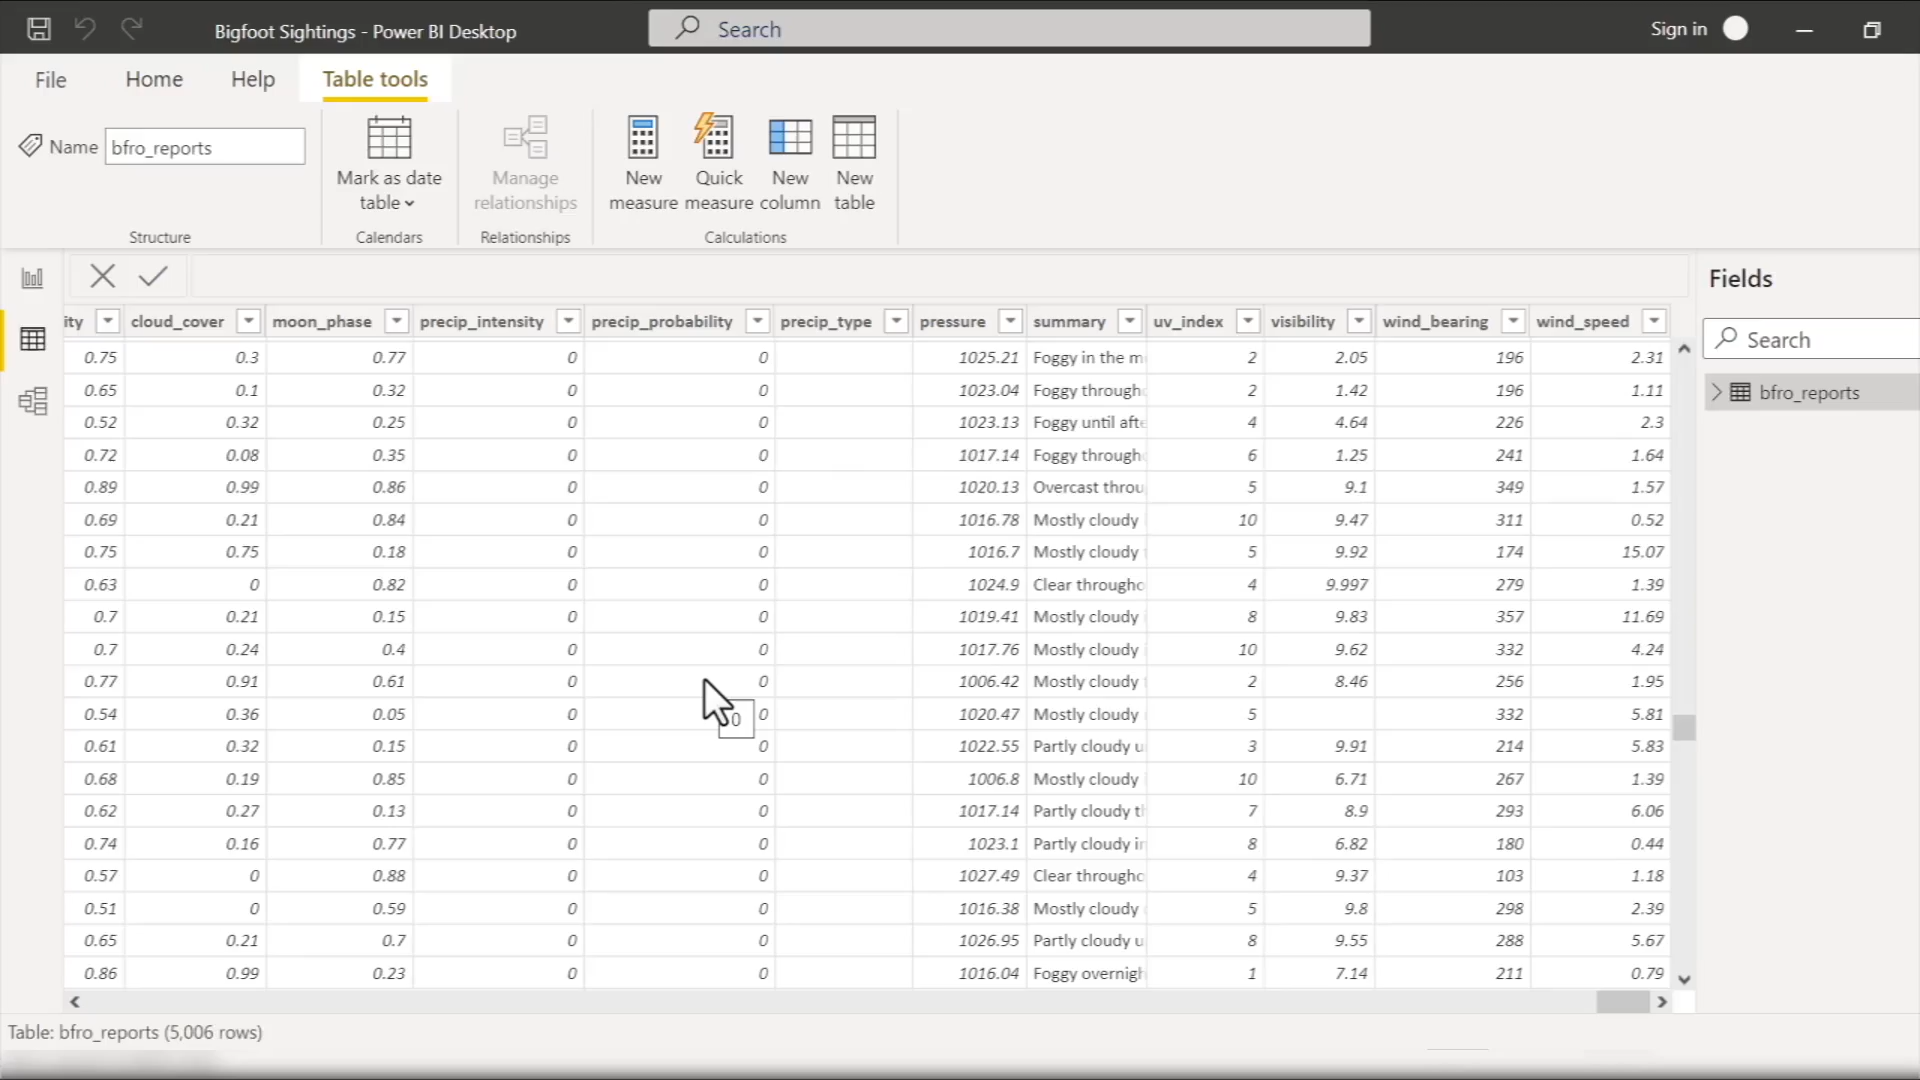 Bigfoot Sightings - Power BI Desktop
Search
Sign in
File Home Help Table tools
Name bfro_reports
Mark as date table
Manage relationships
New measure
Quick measure
New column
New table
Structure Calendars Relationships Calculations
Fields
Search
bfro_reports
ity cloud_cover moon_phase precip_intensity precip_probability precip_type pressure summary uv_index visibility wind_bearing wind_speed
0.75 0.3 0.77 0 0 1025.21 Foggy in the m 2 2.05 196 2.31
0.65 0.1 0.32 0 0 1023.04 Foggy through 2 1.42 196 1.11
0.52 0.32 0.25 0 0 1023.13 Foggy until afte 4 4.64 226 2.3
0.72 0.08 0.35 0 0 1017.14 Foggy through 6 1.25 241 1.64
0.89 0.99 0.86 0 0 1020.13 Overcast throu 5 9.1 349 1.57
0.69 0.21 0.84 0 0 1016.78 Mostly cloudy 10 9.47 311 0.52
0.75 0.75 0.18 0 0 1016.7 Mostly cloudy 5 9.92 174 15.07
0.63 0 0.82 0 0 1024.9 Clear througho 4 9.997 279 1.39
0.7 0.21 0.15 0 0 1019.41 Mostly cloudy 8 9.83 357 11.69
0.7 0.24 0.4 0 0 1017.76 Mostly cloudy 10 9.62 332 4.24
0.77 0.91 0.61 0 0 1006.42 Mostly cloudy 2 8.46 256 1.95
0.54 0.36 0.05 0 0 1020.47 Mostly cloudy 5 332 5.81
0
0.61 0.32 0.15 0 0 1022.55 Partly cloudy u 3 9.91 214 5.83
0.68 0.19 0.85 0 0 1006.8 Mostly cloudy 10 6.71 267 1.39
0.62 0.27 0.13 0 0 1017.14 Partly cloudy th 7 8.9 293 6.06
0.74 0.16 0.77 0 0 1023.1 Partly cloudy in 8 6.82 180 0.44
0.57 0 0.88 0 0 1027.49 Clear througho 4 9.37 103 1.18
0.51 0 0.59 0 0 1016.38 Mostly cloudy 5 9.8 298 2.39
0.65 0.21 0.7 0 0 1026.95 Partly cloudy u 8 9.55 288 5.67
0.86 0.99 0.23 0 0 1016.04 Foggy overnigh 1 7.14 211 0.79
Table: bfro_reports (5,006 rows)